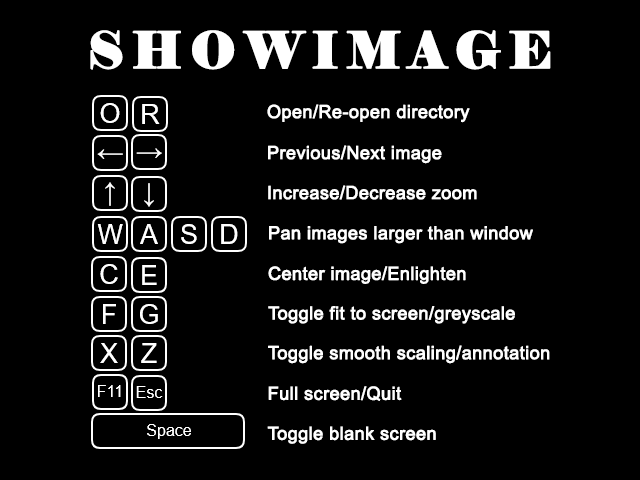 SHOWIMAGE
O R Open/Re-open directory
← → Previous/Next image
↑ ↓ Increase/Decrease zoom
W A S D Pan images larger than window
C E Center image/Enlighten
F G Toggle fit to screen/greyscale
X Z Toggle smooth scaling/annotation
F11 Esc Full screen/Quit
Space Toggle blank screen